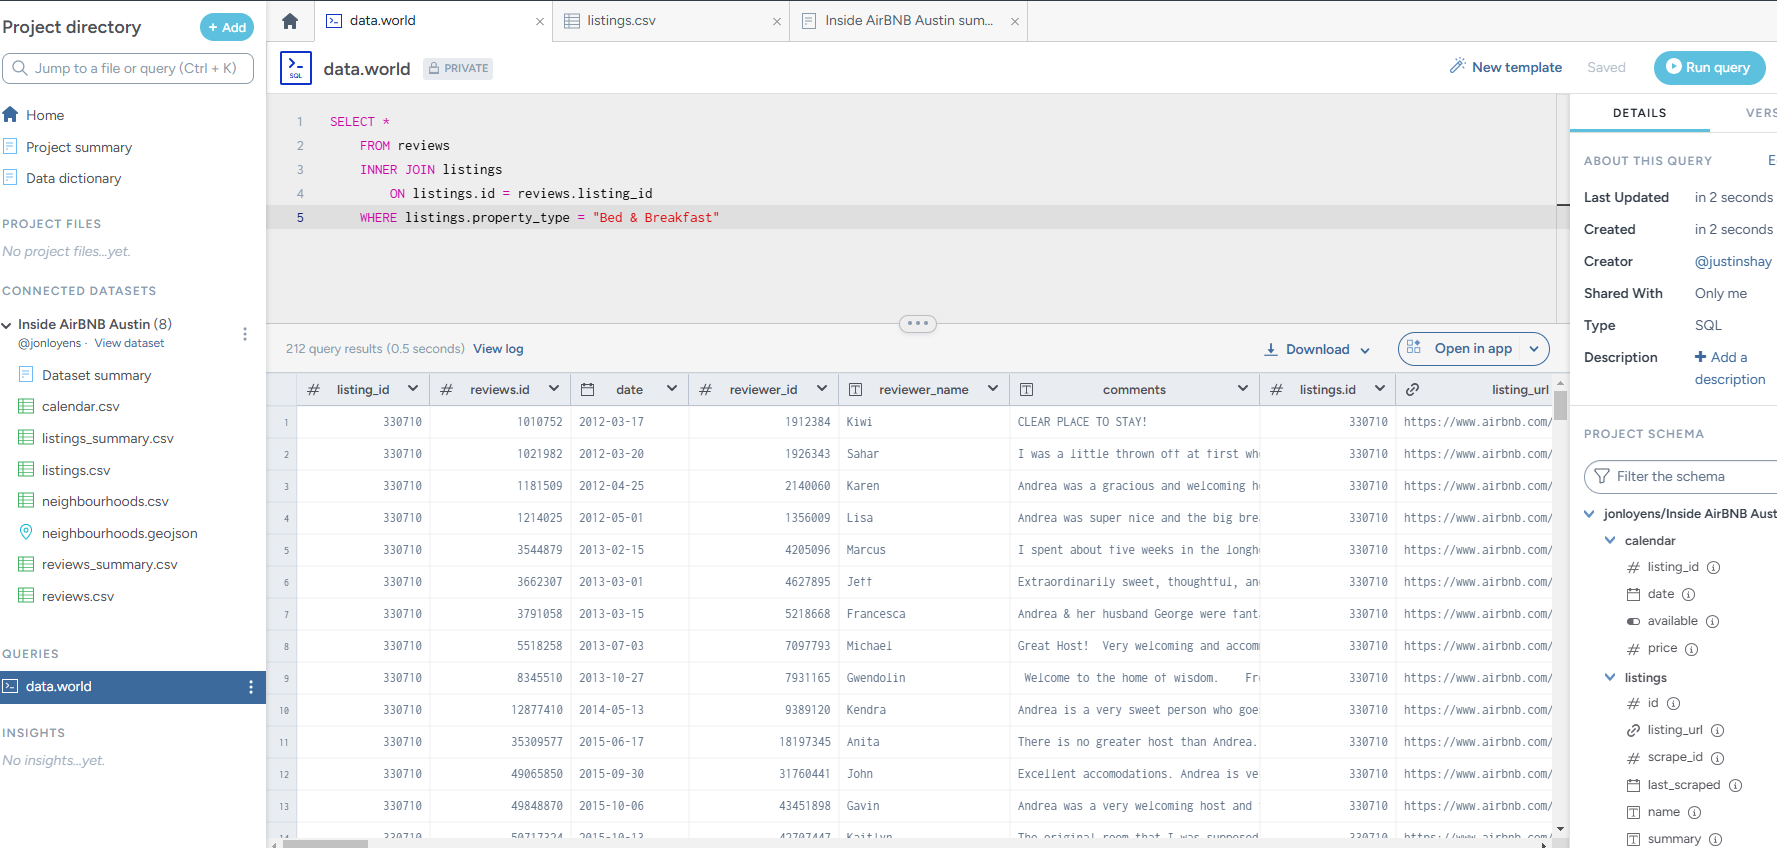 Project directory
+ Add
Jump to a file or query (Ctrl + K)
Home
Project summary
Data dictionary
PROJECT FILES
No project files...yet.
CONNECTED DATASETS
Inside AirBNB Austin (8)
@jonloyens · View dataset
Dataset summary
calendar.csv
listings_summary.csv
listings.csv
neighbourhoods.csv
neighbourhoods.geojson
reviews_summary.csv
reviews.csv
QUERIES
data.world
INSIGHTS
No insights...yet.
data.world
listings.csv
Inside AirBNB Austin sum...
SQL
data.world PRIVATE
New template Saved Run query
1 SELECT *
2 FROM reviews
3 INNER JOIN listings
4 ON listings.id = reviews.listing_id
5 WHERE listings.property_type = "Bed & Breakfast"
212 query results (0.5 seconds) View log
Download Open in app
# listing_id # reviews.id date # reviewer_id T reviewer_name T comments # listings.id listing_url
1 330710 1010752 2012-03-17 1912384 Kiwi CLEAR PLACE TO STAY! 330710 https://www.airbnb.com/
2 330710 1021982 2012-03-20 1926343 Sahar I was a little thrown off at first wh 330710 https://www.airbnb.com/
3 330710 1181509 2012-04-25 2140060 Karen Andrea was a gracious and welcoming h 330710 https://www.airbnb.com/
4 330710 1214025 2012-05-01 1356009 Lisa Andrea was super nice and the big bre 330710 https://www.airbnb.com/
5 330710 3544879 2013-02-15 4205096 Marcus I spent about five weeks in the longh 330710 https://www.airbnb.com/
6 330710 3662307 2013-03-01 4627895 Jeff Extraordinarily sweet, thoughtful, an 330710 https://www.airbnb.com/
7 330710 3791058 2013-03-15 5218668 Francesca Andrea & her husband George were fant 330710 https://www.airbnb.com/
8 330710 5518258 2013-07-03 7097793 Michael Great Host! Very welcoming and accom 330710 https://www.airbnb.com/
9 330710 8345510 2013-10-27 7931165 Gwendolin Welcome to the home of wisdom. Fr 330710 https://www.airbnb.com/
10 330710 12877410 2014-05-13 9389120 Kendra Andrea is a very sweet person who goe 330710 https://www.airbnb.com/
11 330710 35309577 2015-06-17 18197345 Anita There is no greater host than Andrea. 330710 https://www.airbnb.com/
12 330710 49065850 2015-09-30 31760441 John Excellent accomodations. Andrea is ve 330710 https://www.airbnb.com/
13 330710 49848870 2015-10-06 43451898 Gavin Andrea was a very welcoming host and 330710 https://www.airbnb.com/
14 330710 50717324 2015-10-13 42707447 Kaitlyn The original room that I was supposed 330710 https://www.airbnb.com/
DETAILS VERS
ABOUT THIS QUERY E
Last Updated in 2 seconds
Created in 2 seconds
Creator @justinshay
Shared With Only me
Type SQL
Description + Add a
description
PROJECT SCHEMA
Filter the schema
jonloyens/Inside AirBNB Aust
calendar
# listing_id
date
available
# price
listings
# id
listing_url
# scrape_id
last_scraped
T name
T summary